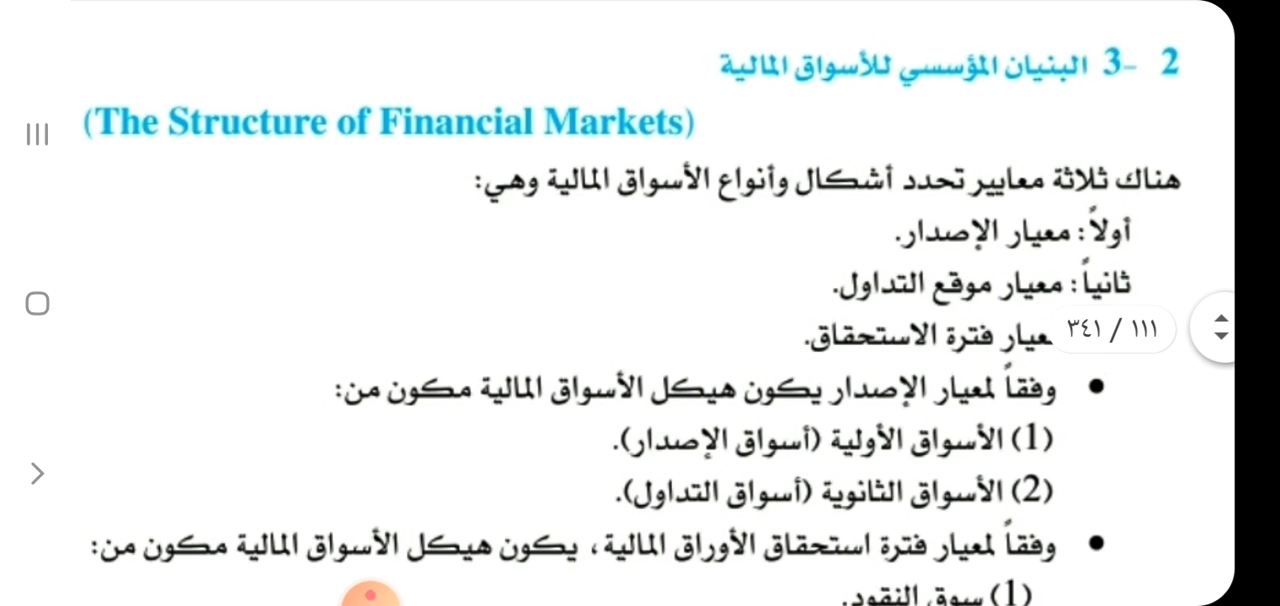 2 -3 البنيان المؤسسي للأسواق المالية
(The Structure of Financial Markets)
هناك ثلاثة معايير تحدد أشكال وأنواع الأسواق المالية وهي:
أولاً: معيار الإصدار.
ثانياً: معيار موقع التداول.
معيار فترة الاستحقاق.
١١١ / ٣٤١
• وفقاً لمعيار الإصدار يكون هيكل الأسواق المالية مكون من:
(1) الأسواق الأولية (أسواق الإصدار).
(2) الأسواق الثانوية (أسواق التداول).
• وفقاً لمعيار فترة استحقاق الأوراق المالية، يكون هيكل الأسواق المالية مكون من:
(1) سوق النقود.